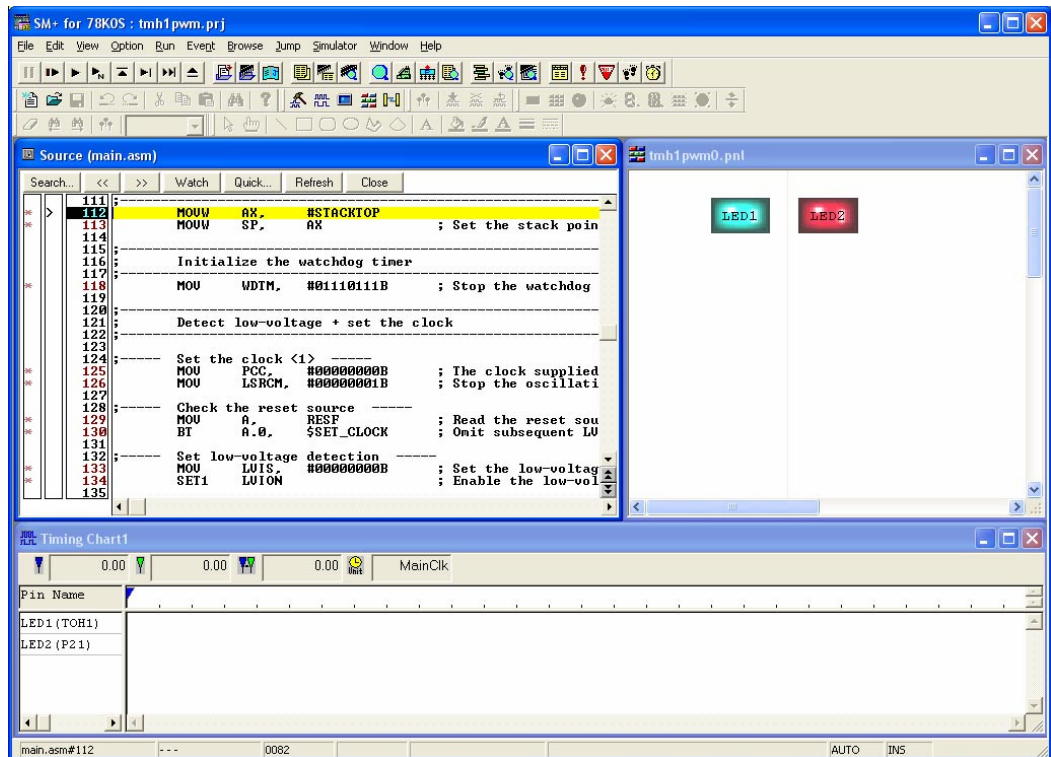 SM+ for 78K0S : tmh1pwm.prj
File Edit View Option Run Event Browse Jump Simulator Window Help
Source (main.asm)
Search... << >> Watch Quick... Refresh Close
111 ;------------------------------------------------
112 MOVW AX, #STACKTOP
113 MOVW SP, AX ; Set the stack poin
114
115 ;------------------------------------------------
116 ; Initialize the watchdog timer
117 ;------------------------------------------------
118 MOV WDTM, #01110111B ; Stop the watchdog
119
120 ;------------------------------------------------
121 ; Detect low-voltage + set the clock
122 ;------------------------------------------------
123
124 ;----- Set the clock <1> -----
125 MOV PCC, #00000000B ; The clock supplied
126 MOV LSRCM, #00000001B ; Stop the oscillati
127
128 ;----- Check the reset source -----
129 MOV A, RESF ; Read the reset sou
130 BT A.0, $SET_CLOCK ; Omit subsequent LV
131
132 ;----- Set low-voltage detection -----
133 MOV LVIS, #00000000B ; Set the low-voltag
134 SET1 LVION ; Enable the low-vol
135
tmh1pwm0.pnl
LED1 LED2
Timing Chart1
0.00 0.00 0.00 Unit MainClk
Pin Name
LED1(TOH1)
LED2(P21)
main.asm#112 --- 0082 AUTO INS